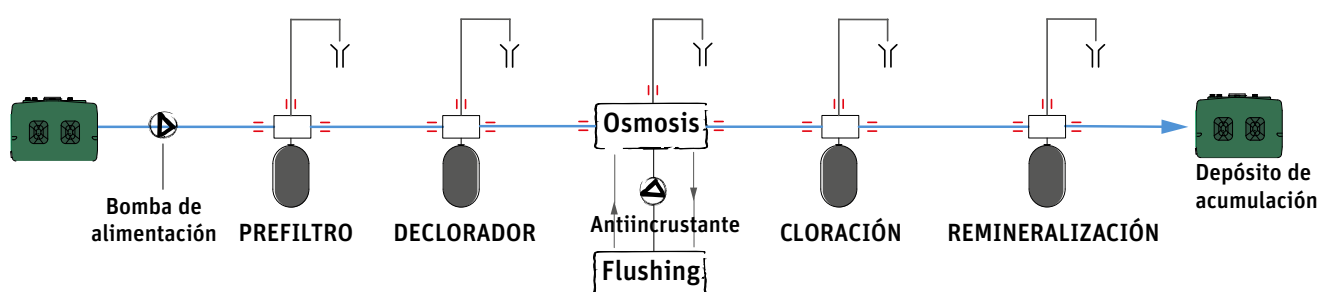 Osmosis
Bomba de
alimentación
PREFILTRO
DECLORADOR
Antiincrustante
Flushing
CLORACIÓN
REMINERALIZACIÓN
Depósito de
acumulación